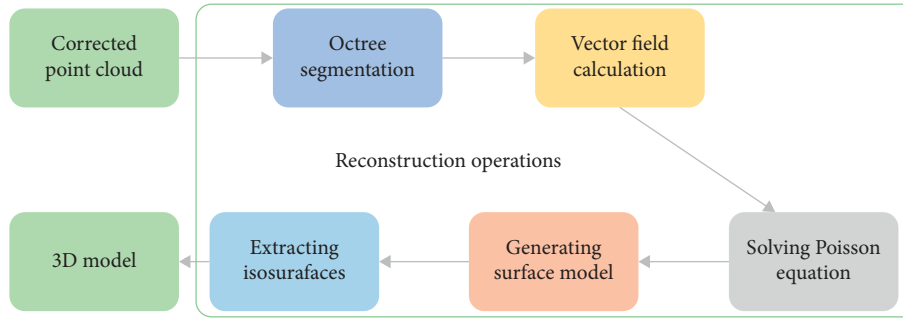 Corrected
point cloud
Octree
segmentation
Vector field
calculation
Reconstruction operations
3D model
Extracting
isosurafaces
Generating
surface model
Solving Poisson
equation